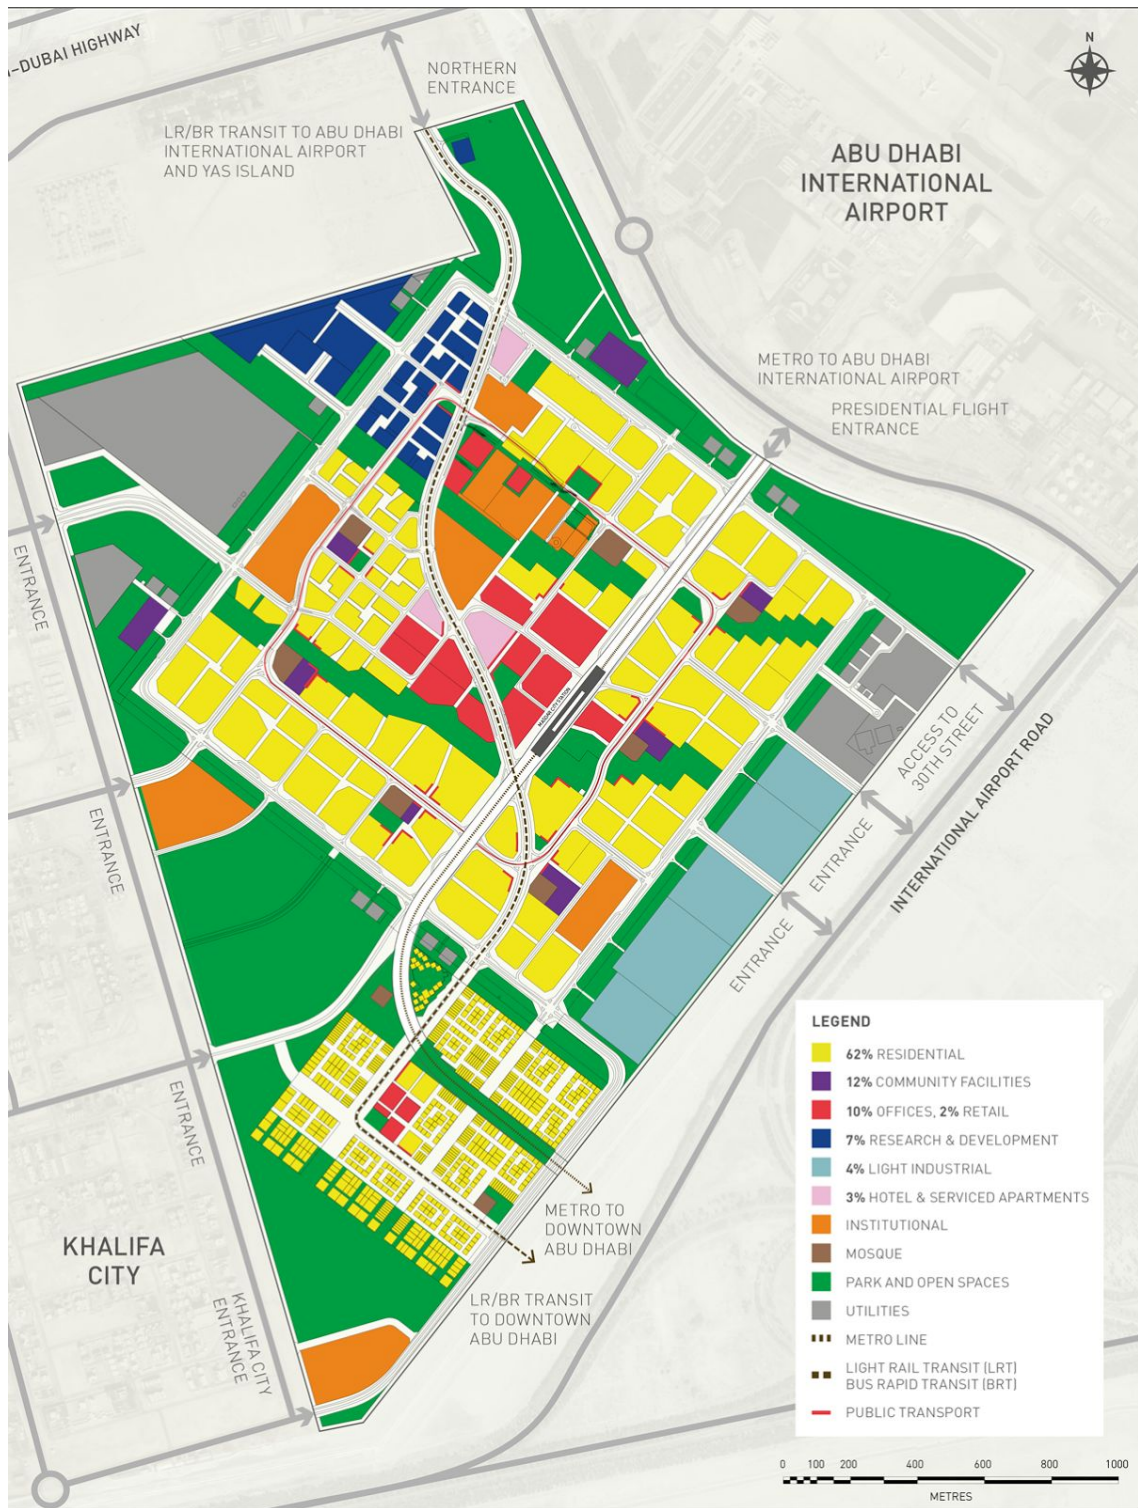 -DUBAI HIGHWAY
NORTHERN
ENTRANCE
N
LR/BR TRANSIT TO ABU DHABI
INTERNATIONAL AIRPORT
AND YAS ISLAND
ABU DHABI
INTERNATIONAL
AIRPORT
METRO TO ABU DHABI
INTERNATIONAL AIRPORT
PRESIDENTIAL FLIGHT
ENTRANCE
ENTRANCE
MASDAR CITY STATION
ACCESS TO
30TH STREET
INTERNATIONAL AIRPORT ROAD
ENTRANCE
ENTRANCE
ENTRANCE
ENTRANCE
METRO TO
DOWNTOWN
ABU DHABI
KHALIFA
CITY
KHALIFA CITY
ENTRANCE
LR/BR TRANSIT
TO DOWNTOWN
ABU DHABI
LEGEND
62% RESIDENTIAL
12% COMMUNITY FACILITIES
10% OFFICES, 2% RETAIL
7% RESEARCH & DEVELOPMENT
4% LIGHT INDUSTRIAL
3% HOTEL & SERVICED APARTMENTS
INSTITUTIONAL
MOSQUE
PARK AND OPEN SPACES
UTILITIES
METRO LINE
LIGHT RAIL TRANSIT (LRT)
BUS RAPID TRANSIT (BRT)
PUBLIC TRANSPORT
0 100 200 400 600 800 1000
METRES